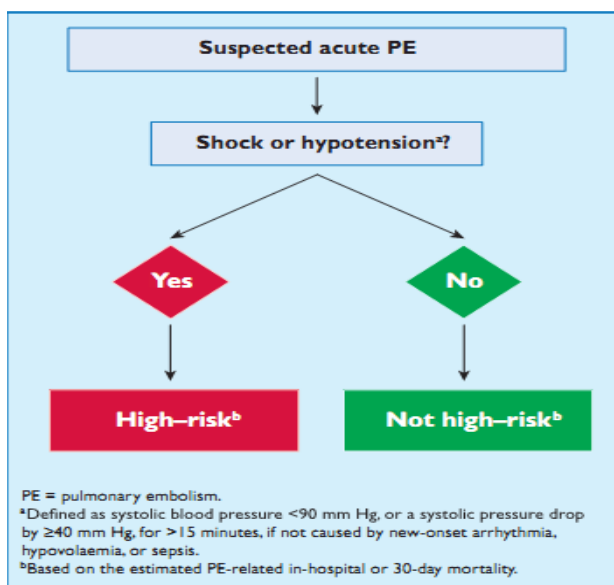 Suspected acute PE
Shock or hypotensionᵃ?
Yes
No
High–riskᵇ
Not high–riskᵇ
PE = pulmonary embolism.
ᵃDefined as systolic blood pressure <90 mm Hg, or a systolic pressure drop
by ≥40 mm Hg, for >15 minutes, if not caused by new-onset arrhythmia,
hypovolaemia, or sepsis.
ᵇBased on the estimated PE-related in-hospital or 30-day mortality.